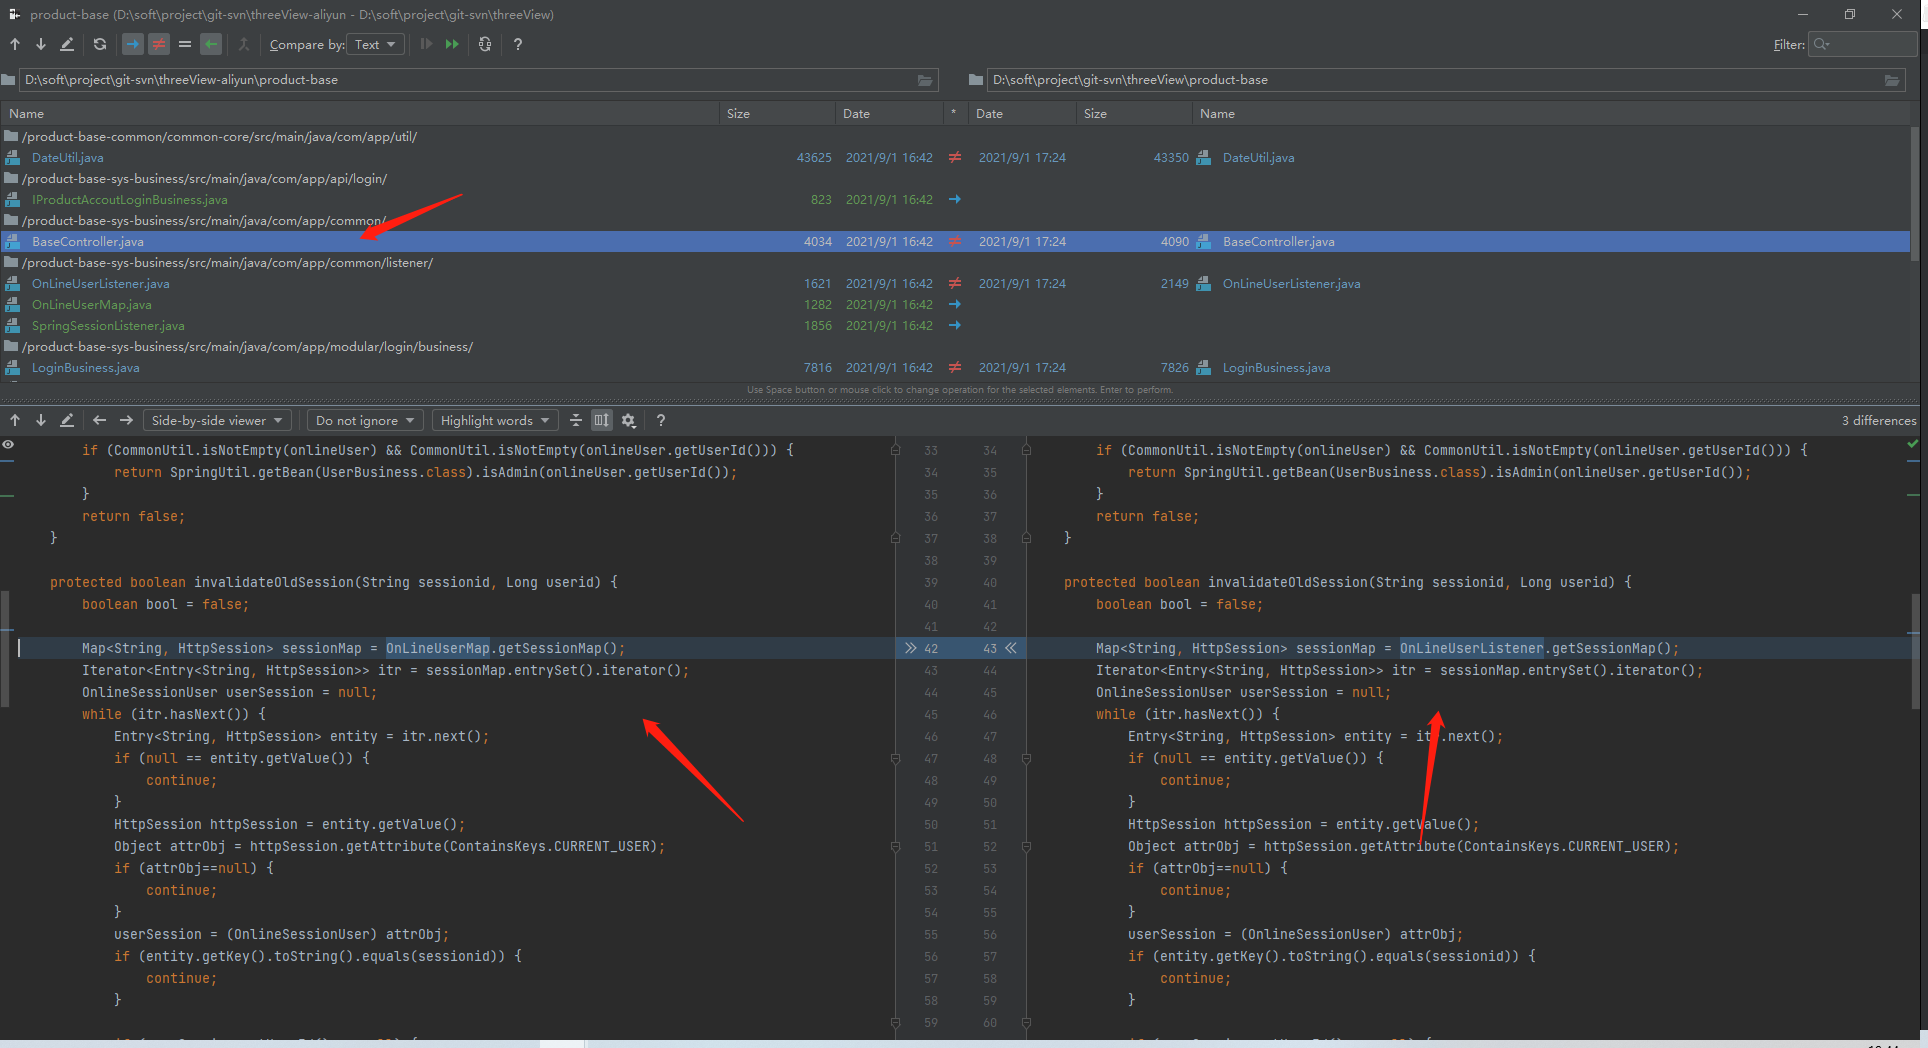 product-base (D:\soft\project\git-svn\threeView-aliyun - D:\soft\project\git-svn\threeView)
Compare by: Text
Filter:
D:\soft\project\git-svn\threeView-aliyun\product-base D:\soft\project\git-svn\threeView\product-base
Name Size Date * Date Size Name
/product-base-common/common-core/src/main/java/com/app/util/
DateUtil.java 43625 2021/9/1 16:42 ≠ 2021/9/1 17:24 43350 DateUtil.java
/product-base-sys-business/src/main/java/com/app/api/login/
IProductAccoutLoginBusiness.java 823 2021/9/1 16:42 →
/product-base-sys-business/src/main/java/com/app/common/
BaseController.java 4034 2021/9/1 16:42 ≠ 2021/9/1 17:24 4090 BaseController.java
/product-base-sys-business/src/main/java/com/app/common/listener/
OnLineUserListener.java 1621 2021/9/1 16:42 ≠ 2021/9/1 17:24 2149 OnLineUserListener.java
OnLineUserMap.java 1282 2021/9/1 16:42 →
SpringSessionListener.java 1856 2021/9/1 16:42 →
/product-base-sys-business/src/main/java/com/app/modular/login/business/
LoginBusiness.java 7816 2021/9/1 16:42 ≠ 2021/9/1 17:24 7826 LoginBusiness.java
Use Space button or mouse click to change operation for the selected elements. Enter to perform.
Side-by-side viewer Do not ignore Highlight words ? 3 differences
if (CommonUtil.isNotEmpty(onlineUser) && CommonUtil.isNotEmpty(onlineUser.getUserId())) { 33 34 if (CommonUtil.isNotEmpty(onlineUser) && CommonUtil.isNotEmpty(onlineUser.getUserId())) {
return SpringUtil.getBean(UserBusiness.class).isAdmin(onlineUser.getUserId()); 34 35 return SpringUtil.getBean(UserBusiness.class).isAdmin(onlineUser.getUserId());
} 35 36 }
return false; 36 37 return false;
} 37 38 }
38 39
protected boolean invalidateOldSession(String sessionid, Long userid) { 39 40 protected boolean invalidateOldSession(String sessionid, Long userid) {
boolean bool = false; 40 41 boolean bool = false;
41 42
Map<String, HttpSession> sessionMap = OnLineUserMap.getSessionMap(); 42 43 Map<String, HttpSession> sessionMap = OnLineUserListener.getSessionMap();
Iterator<Entry<String, HttpSession>> itr = sessionMap.entrySet().iterator(); 43 44 Iterator<Entry<String, HttpSession>> itr = sessionMap.entrySet().iterator();
OnlineSessionUser userSession = null; 44 45 OnlineSessionUser userSession = null;
while (itr.hasNext()) { 45 46 while (itr.hasNext()) {
Entry<String, HttpSession> entity = itr.next(); 46 47 Entry<String, HttpSession> entity = itr.next();
if (null == entity.getValue()) { 47 48 if (null == entity.getValue()) {
continue; 48 49 continue;
} 49 50 }
HttpSession httpSession = entity.getValue(); 50 51 HttpSession httpSession = entity.getValue();
Object attrObj = httpSession.getAttribute(ContainsKeys.CURRENT_USER); 51 52 Object attrObj = httpSession.getAttribute(ContainsKeys.CURRENT_USER);
if (attrObj==null) { 52 53 if (attrObj==null) {
continue; 53 54 continue;
} 54 55 }
userSession = (OnlineSessionUser) attrObj; 55 56 userSession = (OnlineSessionUser) attrObj;
if (entity.getKey().toString().equals(sessionid)) { 56 57 if (entity.getKey().toString().equals(sessionid)) {
continue; 57 58 continue;
} 58 59 }
59 60